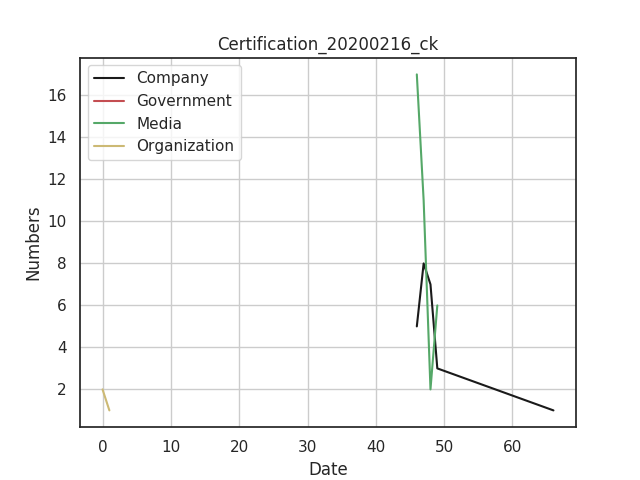 Certification_20200216_ck
Company
Government
Media
Organization
16
14
12
10
8
6
4
2
Numbers
0 10 20 30 40 50 60
Date